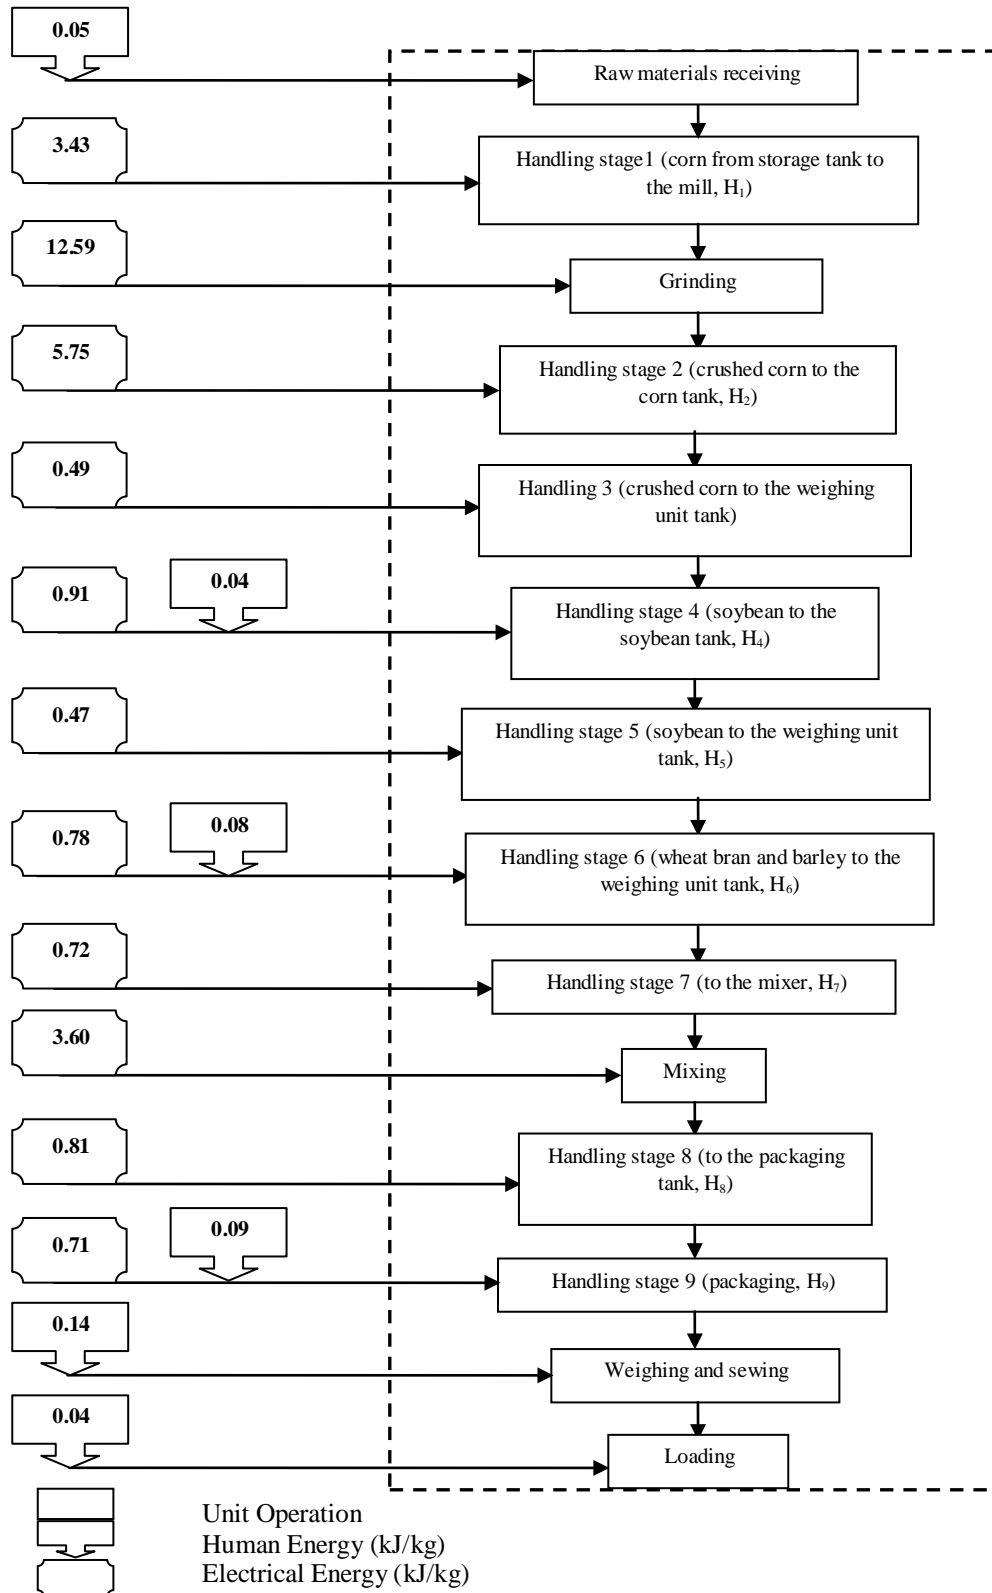 0.05
Raw materials receiving
3.43
Handling stage1 (corn from storage tank to
the mill, H₁)
12.59
Grinding
5.75
Handling stage 2 (crushed corn to the
corn tank, H₂)
0.49
Handling 3 (crushed corn to the weighing
unit tank)
0.91
0.04
Handling stage 4 (soybean to the
soybean tank, H₄)
0.47
Handling stage 5 (soybean to the weighing unit
tank, H₅)
0.78
0.08
Handling stage 6 (wheat bran and barley to the
weighing unit tank, H₆)
0.72
Handling stage 7 (to the mixer, H₇)
3.60
Mixing
0.81
Handling stage 8 (to the packaging
tank, H₈)
0.71
0.09
Handling stage 9 (packaging, H₉)
0.14
Weighing and sewing
0.04
Loading
Unit Operation
Human Energy (kJ/kg)
Electrical Energy (kJ/kg)